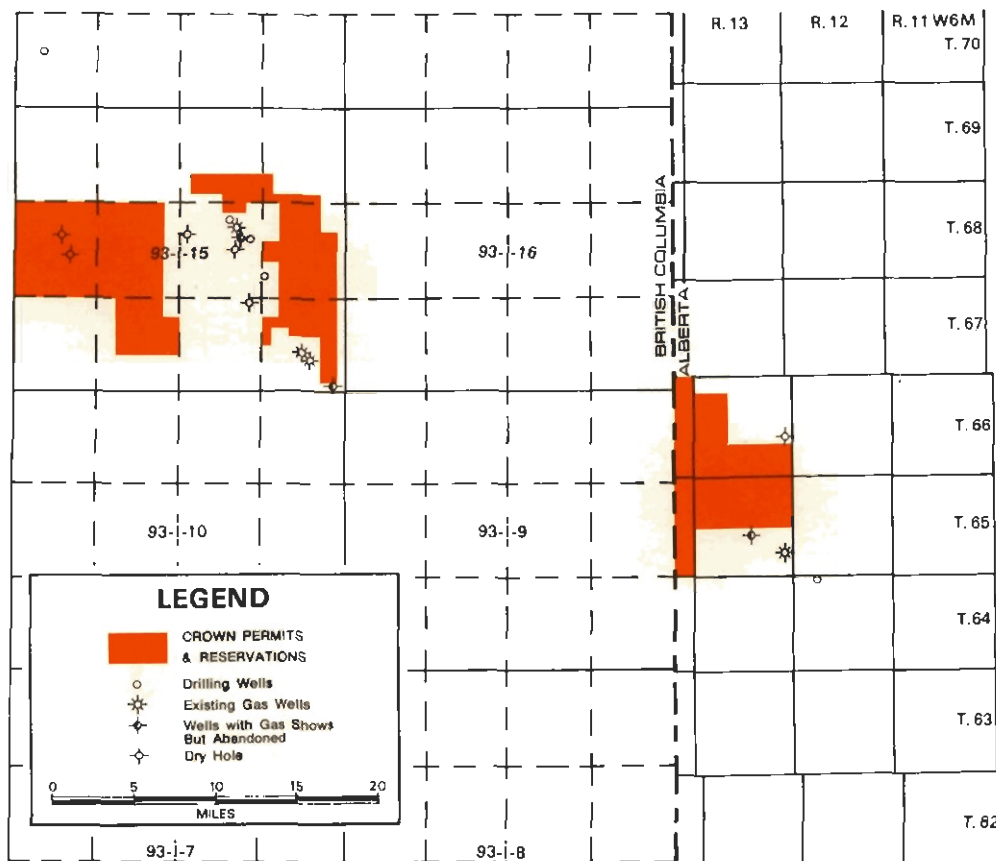 R. 13 R. 12 R. 11 W6M
T. 70
T. 69
T. 68
T. 67
T. 66
T. 65
T. 64
T. 63
T. 62
BRITISH COLUMBIA
ALBERTA
93-I-15
93-I-16
93-I-10
93-I-9
93-I-7
93-I-8
LEGEND
CROWN PERMITS
& RESERVATIONS
Drilling Wells
Existing Gas Wells
Wells with Gas Shows
But Abandoned
Dry Hole
0 5 10 15 20
MILES